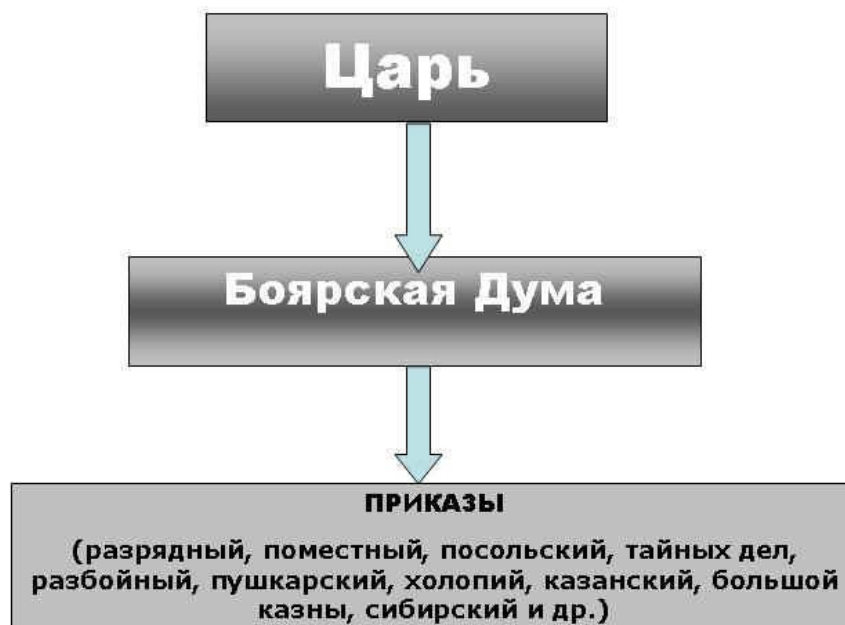 Царь
Боярская Дума
ПРИКАЗЫ
(разрядный, поместный, посольский, тайных дел,
разбойный, пушкарский, холопий, казанский, большой
казны, сибирский и др.)